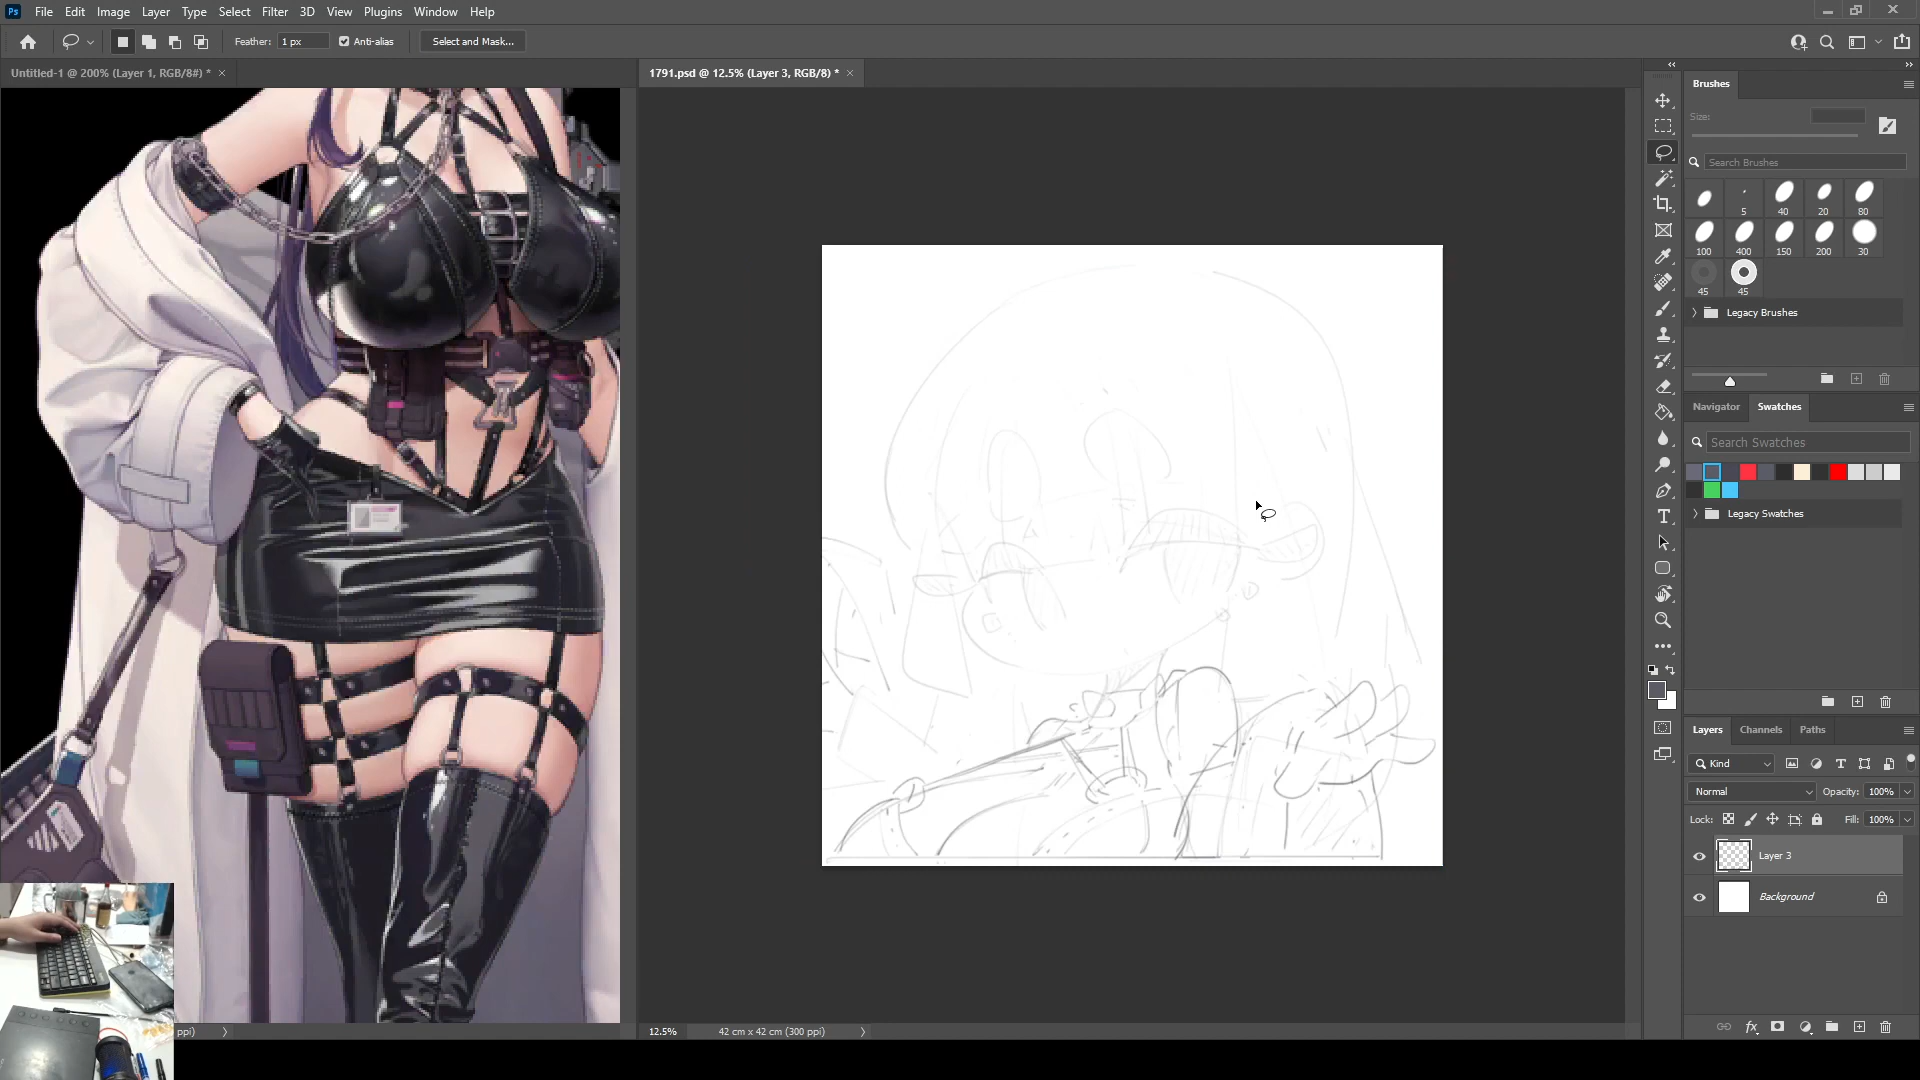 Ps File Edit Image Layer Type Select Filter 3D View Plugins Window Help
Feather: 1 px Anti-alias Select and Mask...
Untitled-1 @ 200% (Layer 1, RGB/8#) * ×
1791.psd @ 12.5% (Layer 3, RGB/8) * ×
Brushes
Size:
Search Brushes
5 40 20 80
100 400 150 200 30
45 45
Legacy Brushes
Navigator Swatches
Search Swatches
Legacy Swatches
Layers Channels Paths
Kind
Normal Opacity: 100%
Lock: Fill: 100%
Layer 3
Background
ppi)
12.5% 42 cm x 42 cm (300 ppi)